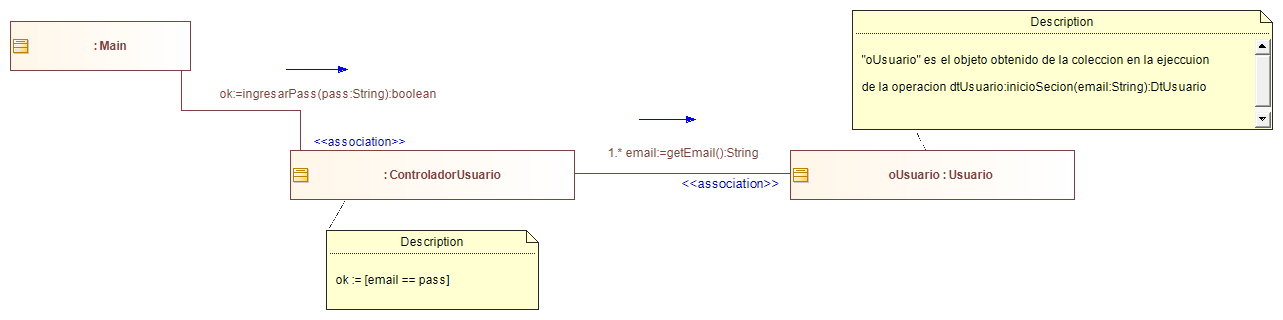 : Main
ok:=ingresarPass(pass:String):boolean
<<association>>
: ControladorUsuario
Description
ok := [email == pass]
1.* email:=getEmail():String
<<association>>
oUsuario : Usuario
Description
"oUsuario" es el objeto obtenido de la coleccion en la ejeccuion
de la operacion dtUsuario:inicioSecion(email:String):DtUsuario